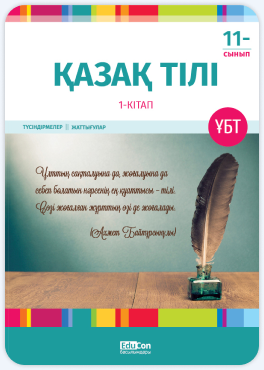 11-
СЫНЫП
ҚАЗАҚ ТІЛІ
1-КІТАП
ТҮСІНДІРМЕЛЕР | ЖАТТЫҒУЛАР
ҰБТ
Ұлттың сақталуына да, жоғалуына да
себеп болатын нәрсенің ең қуаттысы - тілі.
Сөзі жоғалған жұрттың өзі де жоғалады.
(Ахмет Байтұрсынұлы)
EduCon
басылымдары